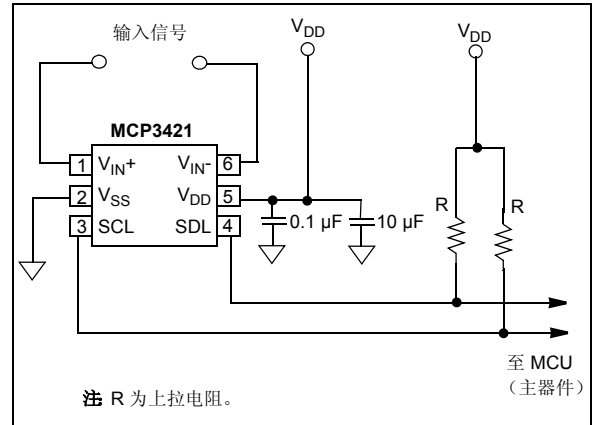 输入信号
VDD
VDD
MCP3421
1 VIN+ VIN- 6
2 VSS VDD 5
3 SCL SDL 4
0.1 µF
10 µF
R
R
至 MCU
（主器件）
注 R 为上拉电阻。